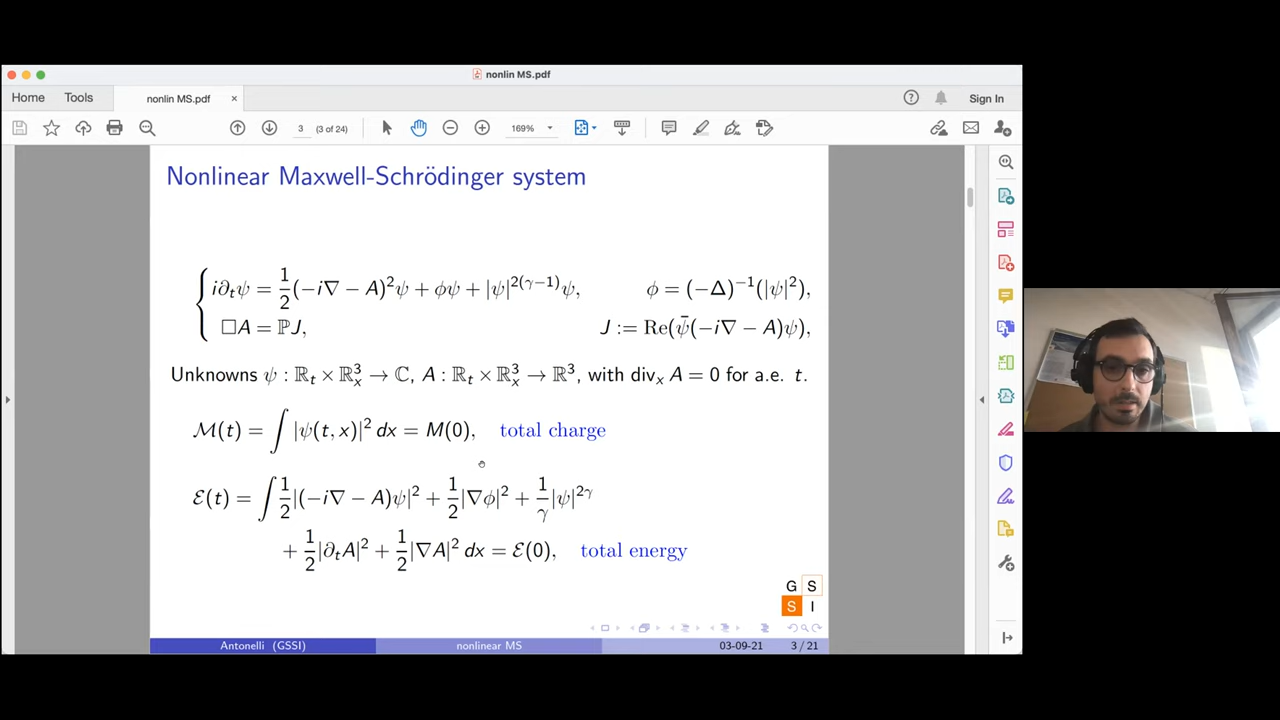 nonlin MS.pdf
Home Tools nonlin MS.pdf × Sign In
3 (3 of 24) 169%
Nonlinear Maxwell-Schrödinger system
i∂ₜψ = 1/2(−i∇ − A)²ψ + ϕψ + |ψ|²⁽ᵞ⁻¹⁾ψ, ϕ = (−Δ)⁻¹(|ψ|²),
□A = ℙJ, J := Re(ψ̄(−i∇ − A)ψ),
Unknowns ψ : ℝₜ × ℝ³ₓ → ℂ, A : ℝₜ × ℝ³ₓ → ℝ³, with divₓ A = 0 for a.e. t.
ℳ(t) = ∫ |ψ(t, x)|² dx = M(0), total charge
ℰ(t) = ∫ 1/2|(−i∇ − A)ψ|² + 1/2|∇ϕ|² + 1/γ|ψ|²ᵞ
+ 1/2|∂ₜA|² + 1/2|∇A|² dx = ℰ(0), total energy
G S
S I
Antonelli (GSSI) nonlinear MS 03-09-21 3 / 21